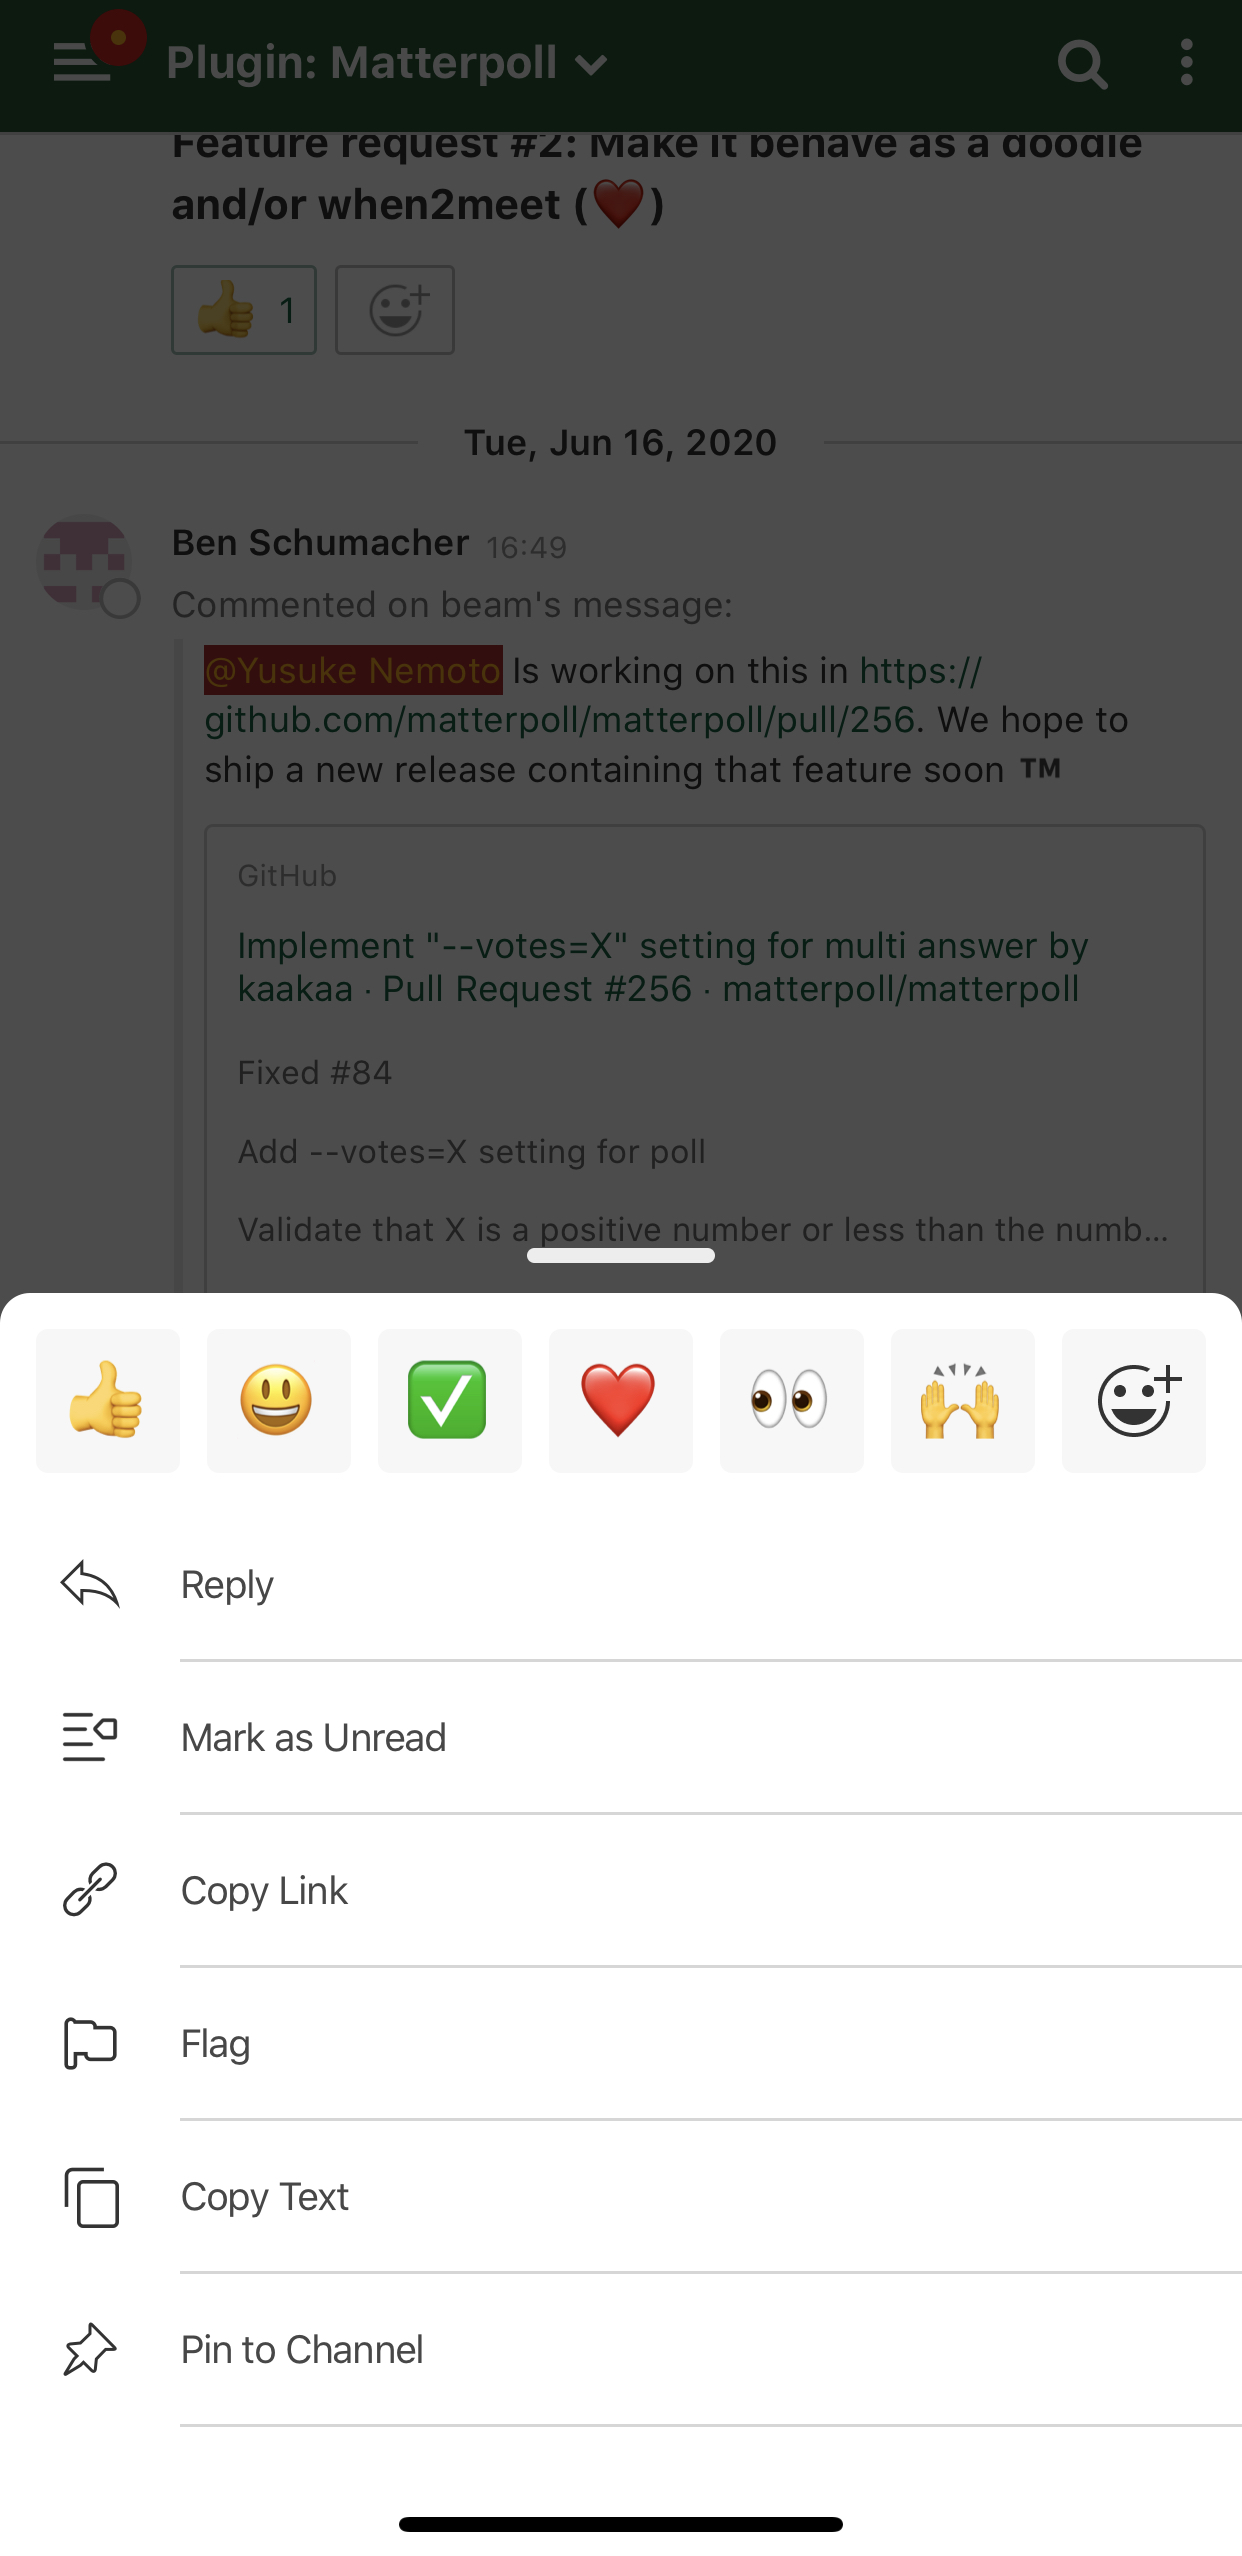 Plugin: Matterpoll
Feature request #2: Make it behave as a doodle
and/or when2meet (❤️)
👍 1
Tue, Jun 16, 2020
Ben Schumacher 16:49
Commented on beam's message:
@Yusuke Nemoto Is working on this in https://
github.com/matterpoll/matterpoll/pull/256. We hope to
ship a new release containing that feature soon ™
GitHub
Implement "--votes=X" setting for multi answer by
kaakaa · Pull Request #256 · matterpoll/matterpoll
Fixed #84
Add --votes=X setting for poll
Validate that X is a positive number or less than the numb...
Reply
Mark as Unread
Copy Link
Flag
Copy Text
Pin to Channel